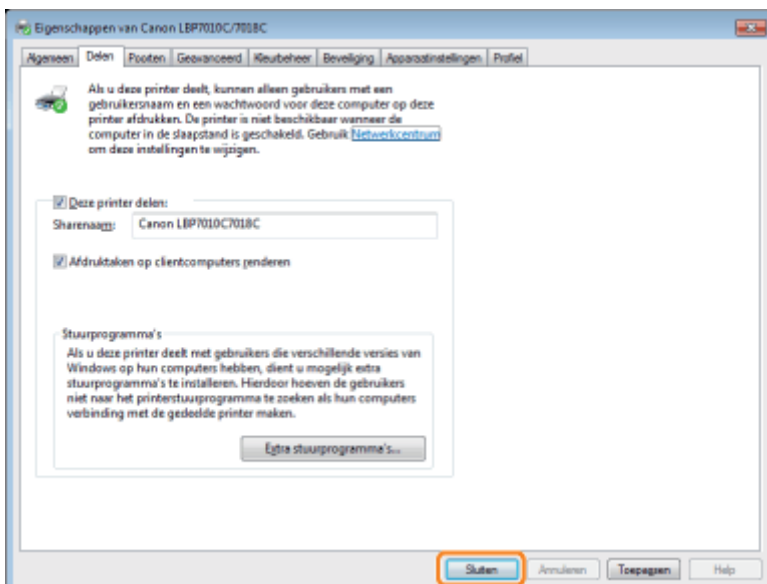 Eigenschappen van Canon LBP7010C/7018C
Algemeen Delen Poorten Geavanceerd Kleurbeheer Beveiliging Apparaatinstellingen Profiel
Als u deze printer deelt, kunnen alleen gebruikers met een
gebruikersnaam en een wachtwoord voor deze computer op deze
printer afdrukken. De printer is niet beschikbaar wanneer de
computer in de slaapstand is geschakeld. Gebruik Netwerkcentrum
om deze instellingen te wijzigen.
Deze printer delen:
Sharenaam: Canon LBP7010C7018C
Afdruktaken op clientcomputers renderen
Stuurprogramma's
Als u deze printer deelt met gebruikers die verschillende versies van
Windows op hun computers hebben, dient u mogelijk extra
stuurprogramma's te installeren. Hierdoor hoeven de gebruikers
niet naar het printerstuurprogramma te zoeken als hun computers
verbinding met de gedeelde printer maken.
Extra stuurprogramma's...
Sluiten Annuleren Toepassen Help